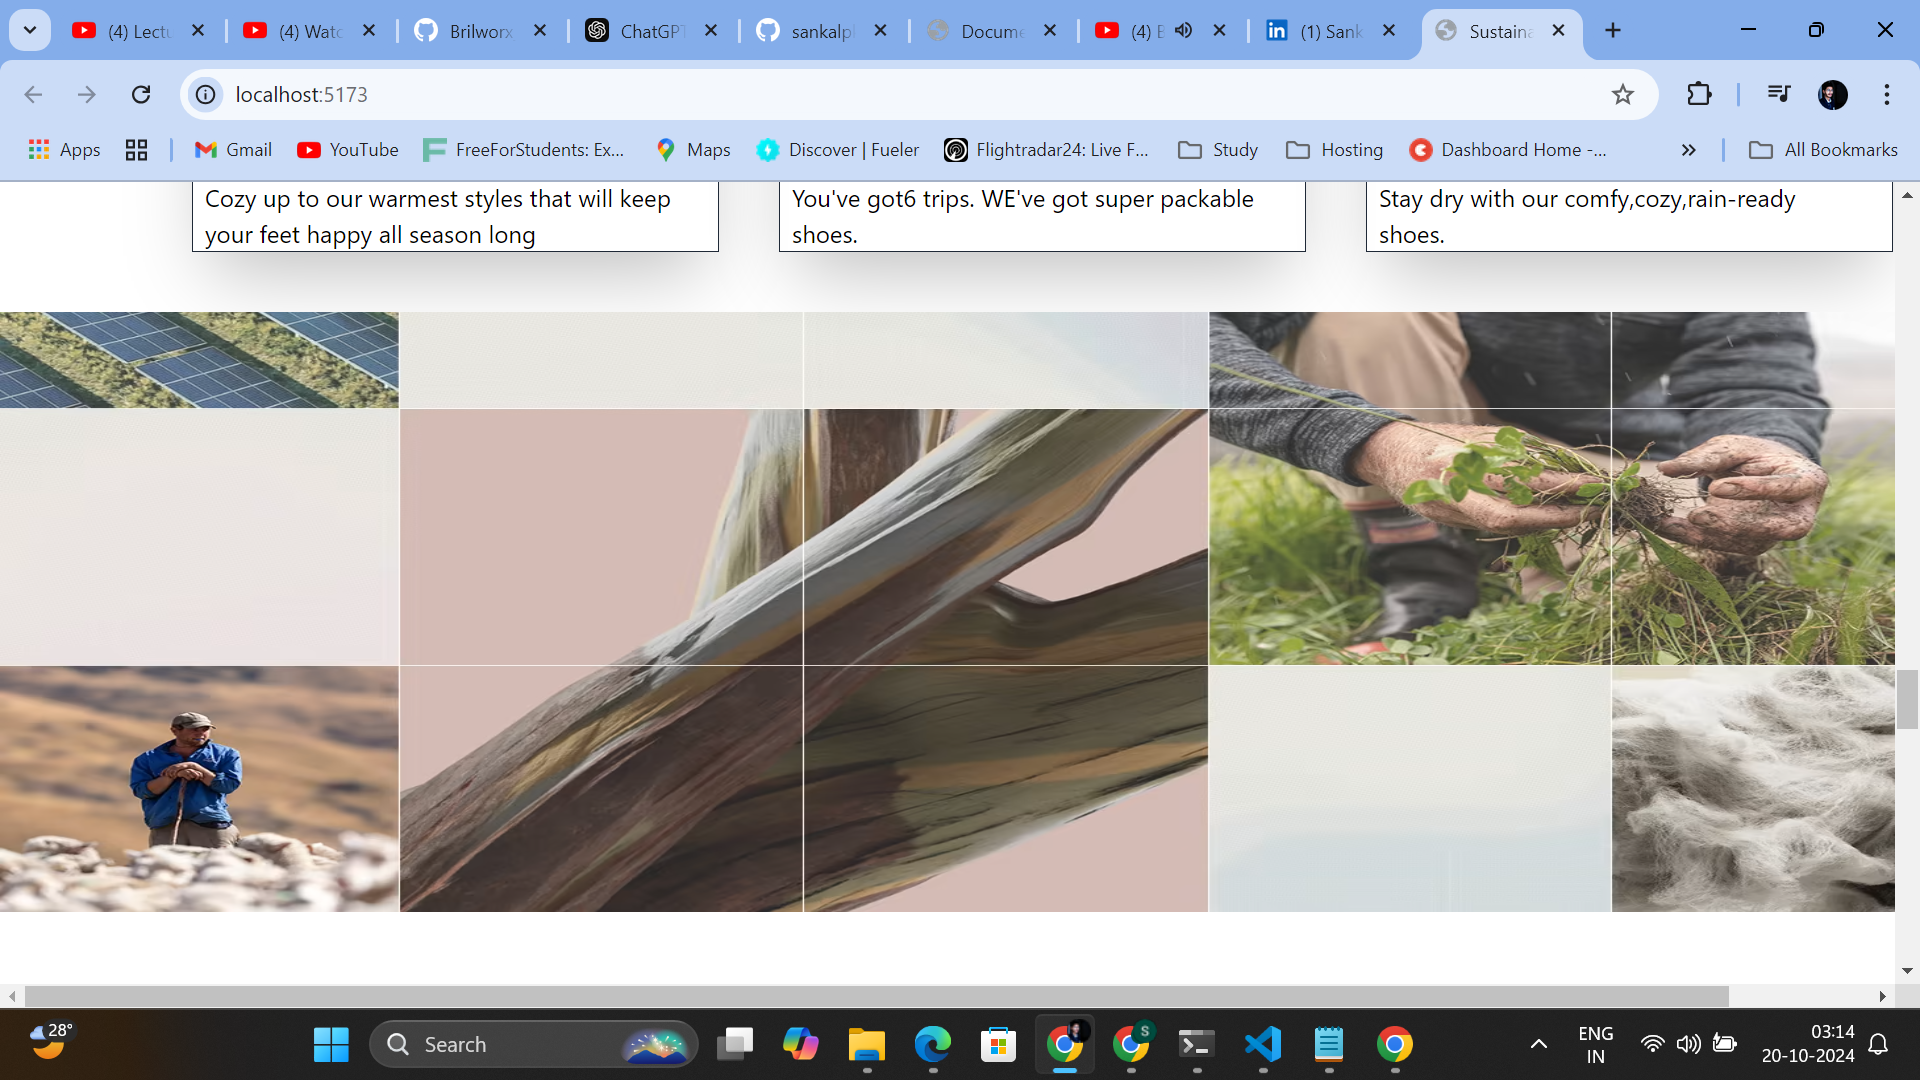 (4) Lectu
(4) Watc
Brilworx
ChatGPT
sankalp
Docume
(4) E
(1) Sank
Sustaina
localhost:5173
Apps
Gmail
YouTube
FreeForStudents: Ex...
Maps
Discover | Fueler
Flightradar24: Live F...
Study
Hosting
Dashboard Home -...
All Bookmarks
Cozy up to our warmest styles that will keep
your feet happy all season long
You've got6 trips. WE've got super packable
shoes.
Stay dry with our comfy,cozy,rain-ready
shoes.
28°
Search
S
ENG
IN
03:14
20-10-2024